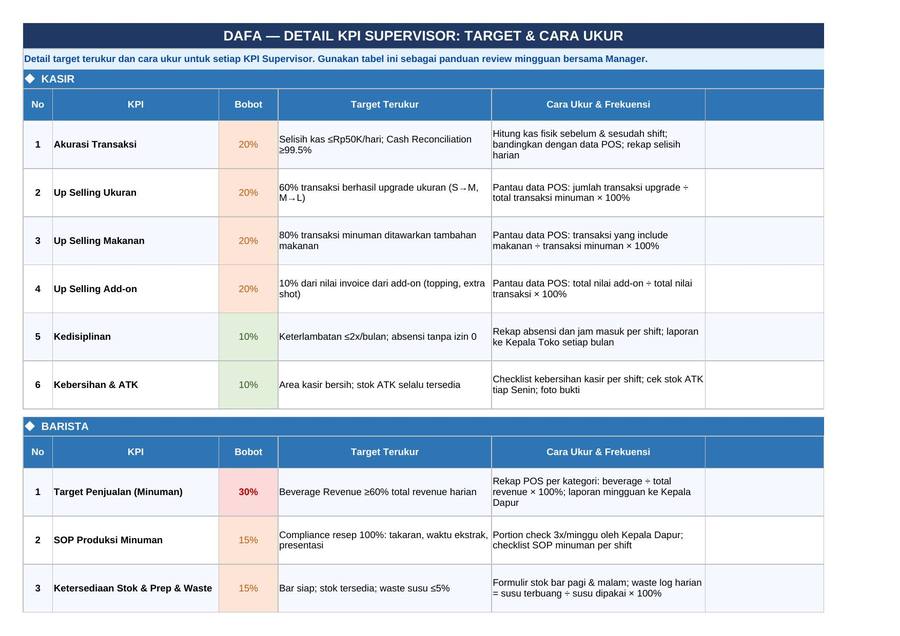 DAFA — DETAIL KPI SUPERVISOR: TARGET & CARA UKUR
Detail target terukur dan cara ukur untuk setiap KPI Supervisor. Gunakan tabel ini sebagai panduan review mingguan bersama Manager.
◆ KASIR
No KPI Bobot Target Terukur Cara Ukur & Frekuensi
1 Akurasi Transaksi 20%
Selisih kas ≤Rp50K/hari; Cash Reconciliation
≥99.5%
Hitung kas fisik sebelum & sesudah shift;
bandingkan dengan data POS; rekap selisih
harian
2 Up Selling Ukuran 20%
60% transaksi berhasil upgrade ukuran (S→M,
M→L)
Pantau data POS: jumlah transaksi upgrade ÷
total transaksi minuman × 100%
3 Up Selling Makanan 20%
80% transaksi minuman ditawarkan tambahan
makanan
Pantau data POS: transaksi yang include
makanan ÷ transaksi minuman × 100%
4 Up Selling Add-on 20%
10% dari nilai invoice dari add-on (topping, extra
shot)
Pantau data POS: total nilai add-on ÷ total nilai
transaksi × 100%
5 Kedisiplinan 10%
Keterlambatan ≤2x/bulan; absensi tanpa izin 0
Rekap absensi dan jam masuk per shift; laporan
ke Kepala Toko setiap bulan
6 Kebersihan & ATK 10%
Area kasir bersih; stok ATK selalu tersedia
Checklist kebersihan kasir per shift; cek stok ATK
tiap Senin; foto bukti
◆ BARISTA
No KPI Bobot Target Terukur Cara Ukur & Frekuensi
1 Target Penjualan (Minuman) 30%
Beverage Revenue ≥60% total revenue harian
Rekap POS per kategori: beverage ÷ total
revenue × 100%; laporan mingguan ke Kepala
Dapur
2 SOP Produksi Minuman 15%
Compliance resep 100%: takaran, waktu ekstrak,
presentasi
Portion check 3x/minggu oleh Kepala Dapur;
checklist SOP minuman per shift
3 Ketersediaan Stok & Prep & Waste 15%
Bar siap; stok tersedia; waste susu ≤5%
Formulir stok bar pagi & malam; waste log harian
= susu terbuang ÷ susu dipakai × 100%